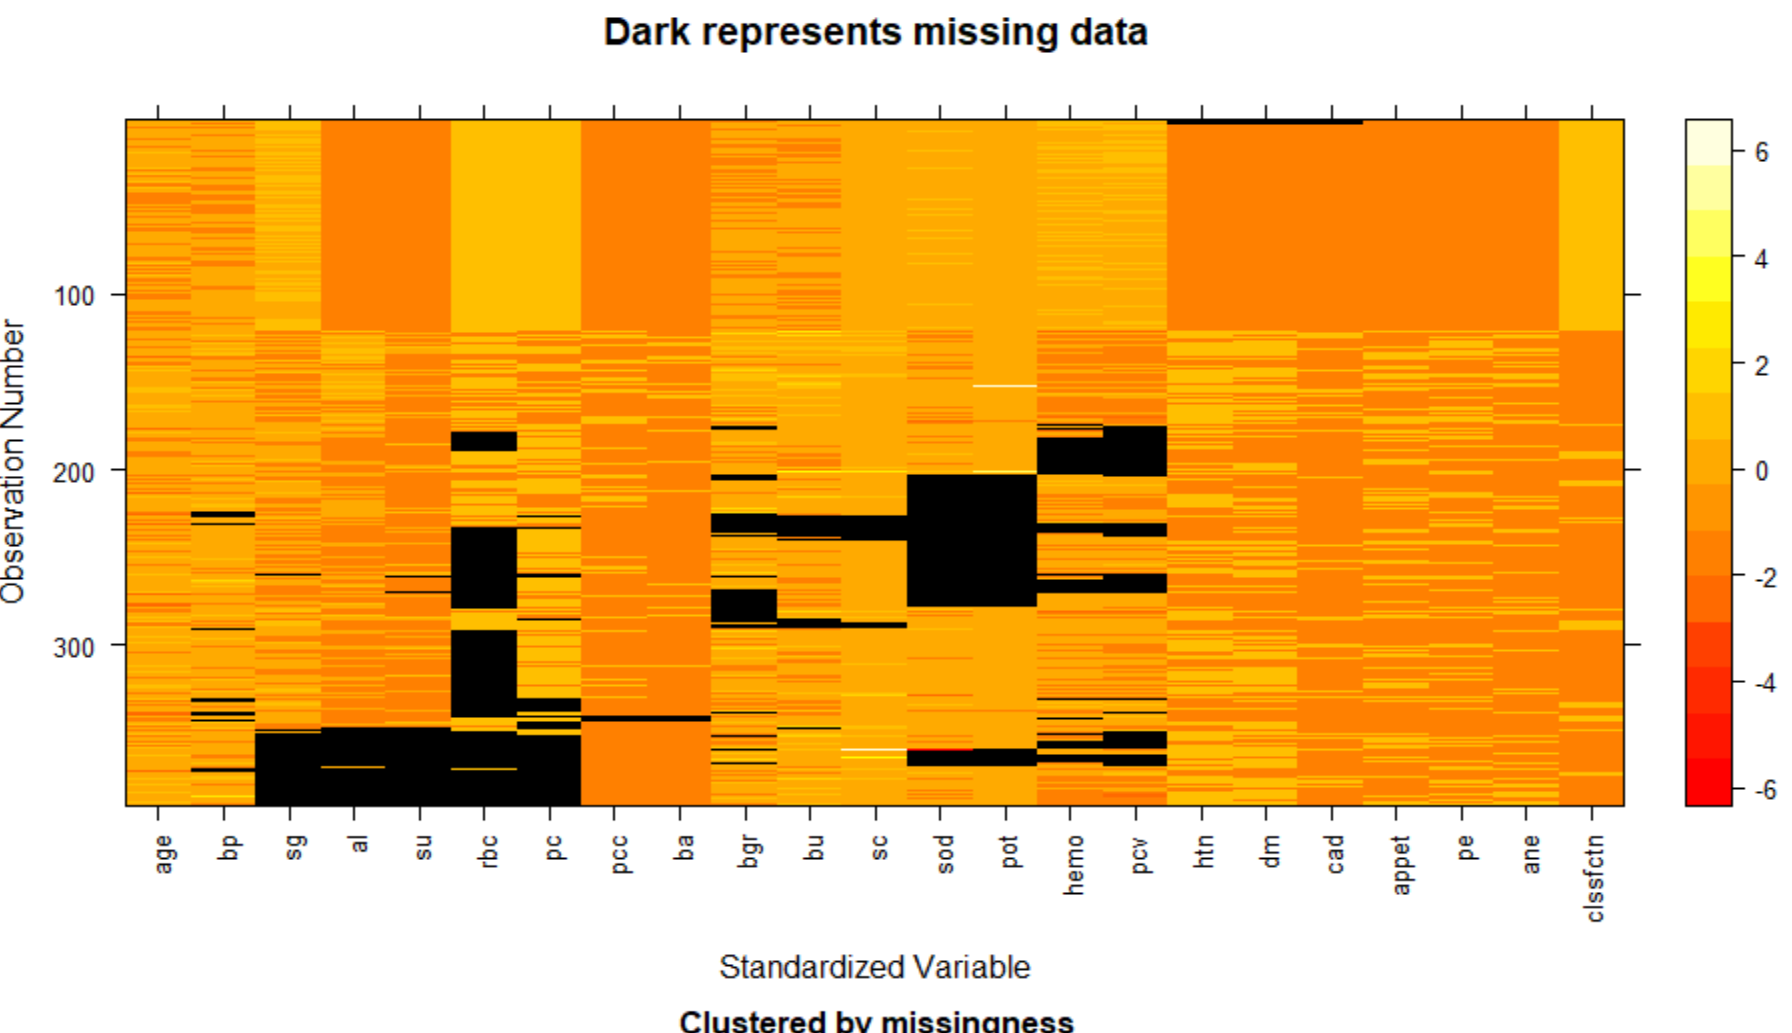 Dark represents missing data
6
4
2
0
-2
-4
-6
Observation Number
100
200
300
age bp sg al su rbc pc pcc ba bgr bu sc sod pot hemo pcv htn dm cad appet pe ane clssfctn
Standardized Variable
Clustered by missingness